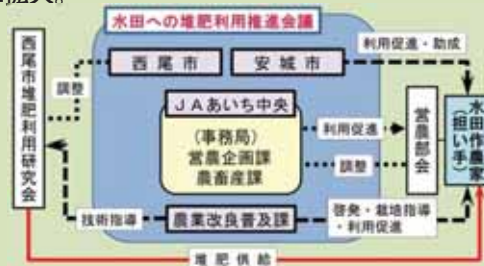 水田への堆肥利用推進会議
西尾市
安城市
利用促進・助成
調整
西尾市堆肥利用研究会
JAあいち中央
(事務局)
営農企画課
農畜産課
利用促進
調整
営農部会
水田作農家
(担い手)
技術指導
農業改良普及課
啓発・栽培指導
・利用促進
堆肥供給